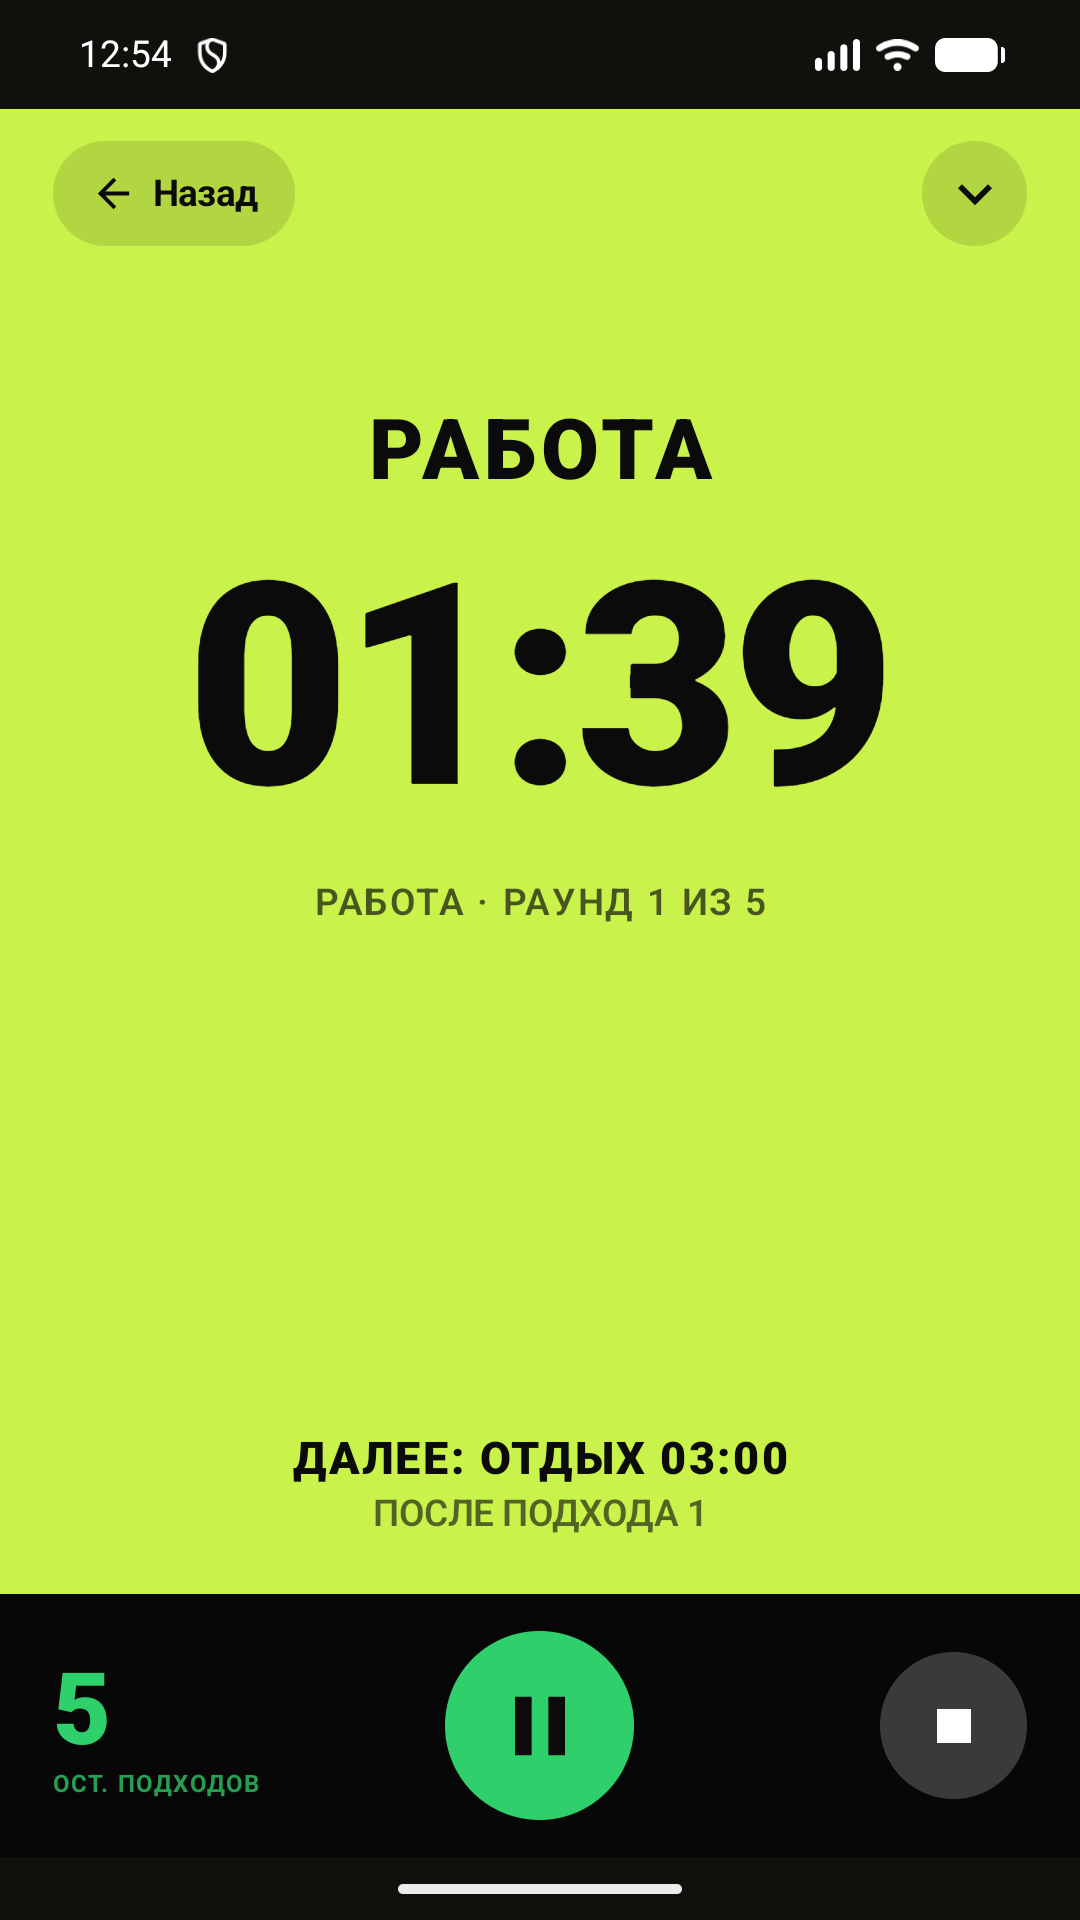 12:54
Назад
РАБОТА
01:39
РАБОТА · РАУНД 1 ИЗ 5
ДАЛЕЕ: ОТДЫХ 03:00
ПОСЛЕ ПОДХОДА 1
5
ОСТ. ПОДХОДОВ